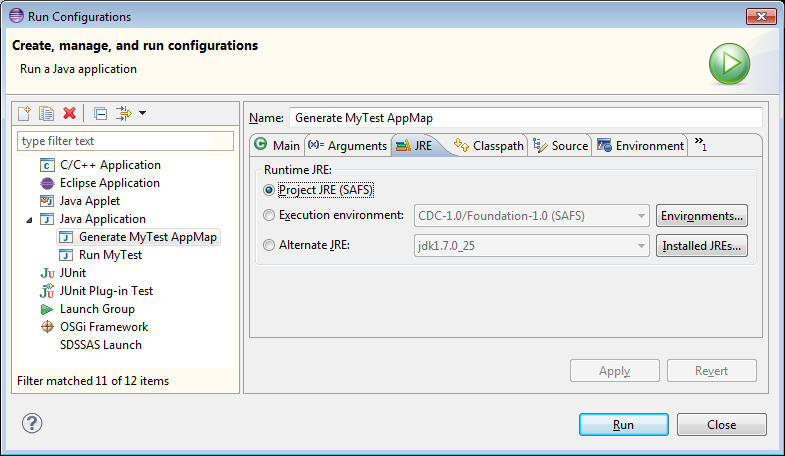 Run Configurations
Create, manage, and run configurations
Run a Java application
type filter text
C/C++ Application
Eclipse Application
Java Applet
Java Application
Generate MyTest AppMap
Run MyTest
JUnit
JUnit Plug-in Test
Launch Group
OSGi Framework
SDSSAS Launch
Filter matched 11 of 12 items
Name: Generate MyTest AppMap
Main (x)= Arguments JRE Classpath Source Environment »1
Runtime JRE:
Project JRE (SAFS)
Execution environment: CDC-1.0/Foundation-1.0 (SAFS) Environments...
Alternate JRE: jdk1.7.0_25 Installed JREs...
Apply Revert
? Run Close